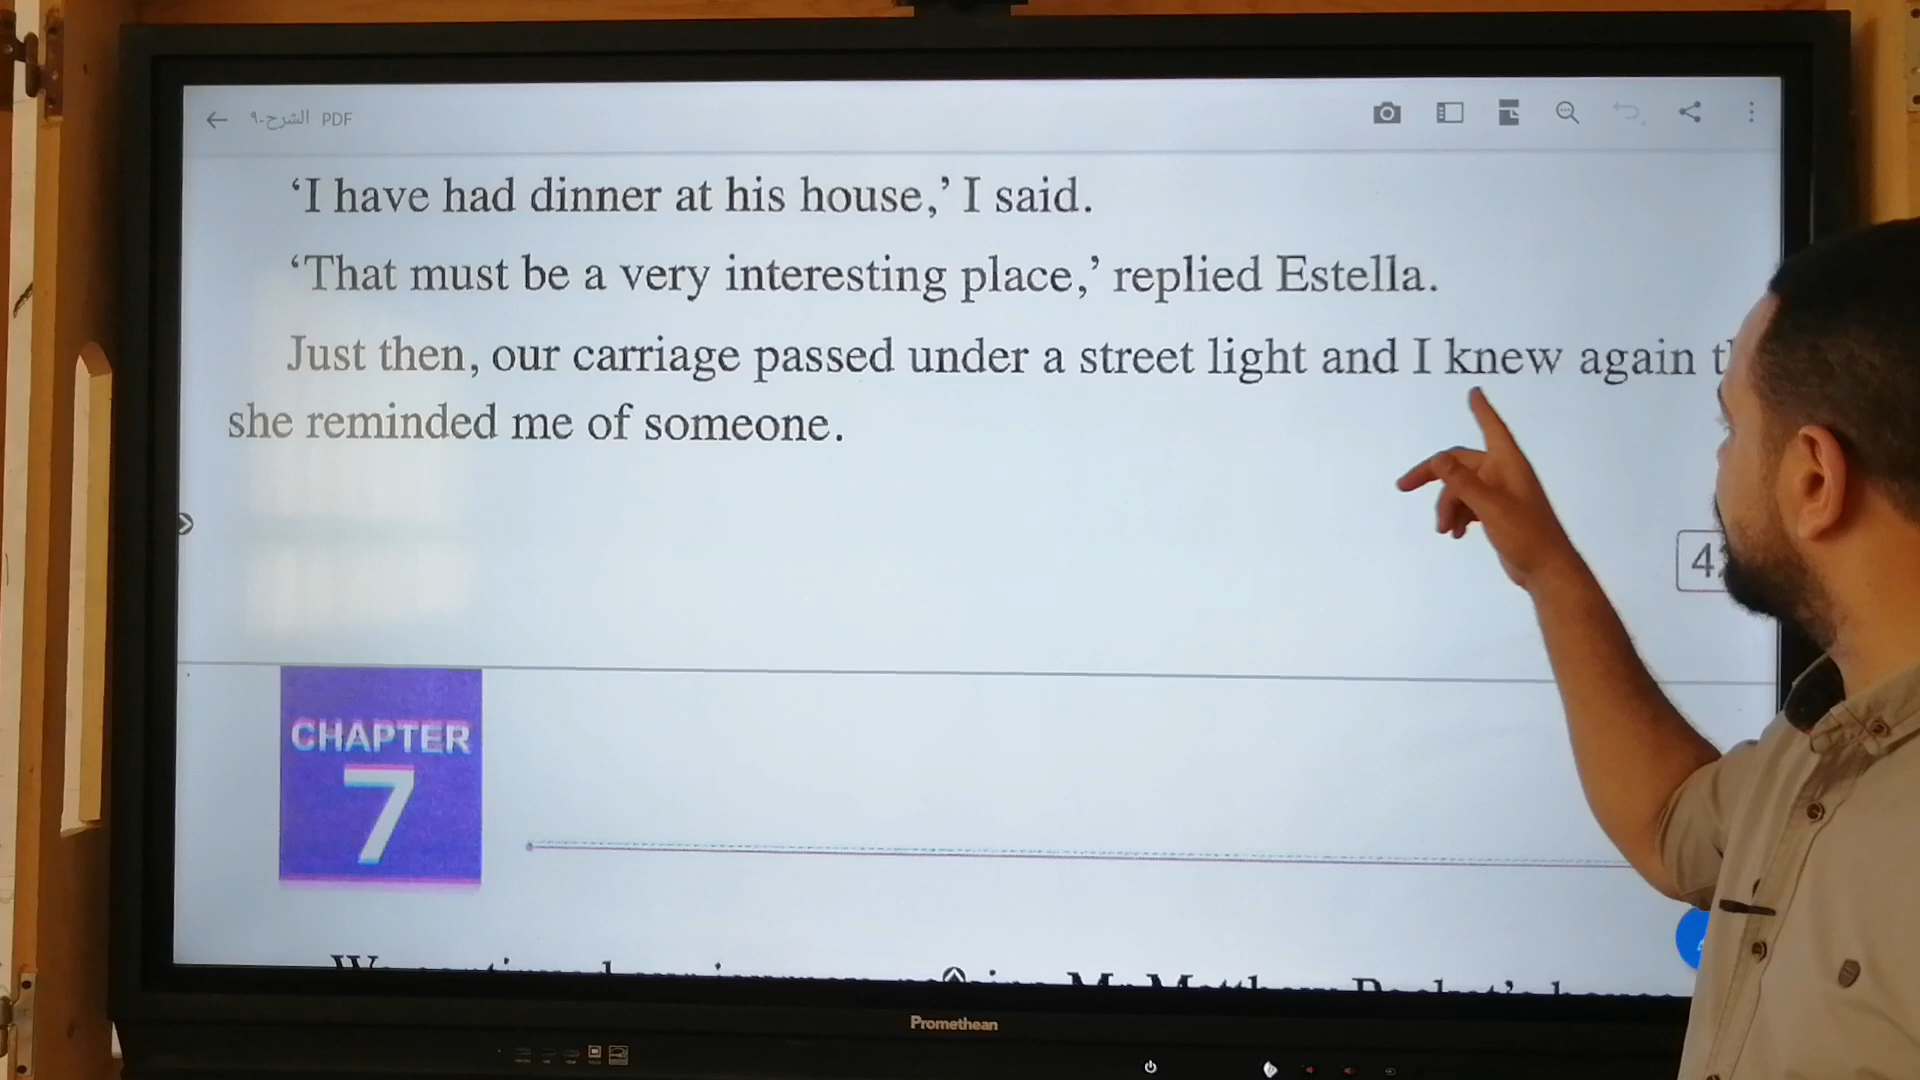 الشرح-٩ PDF
‘I have had dinner at his house,’ I said.
‘That must be a very interesting place,’ replied Estella.
Just then, our carriage passed under a street light and I knew again
she reminded me of someone.
CHAPTER
7
Promethean